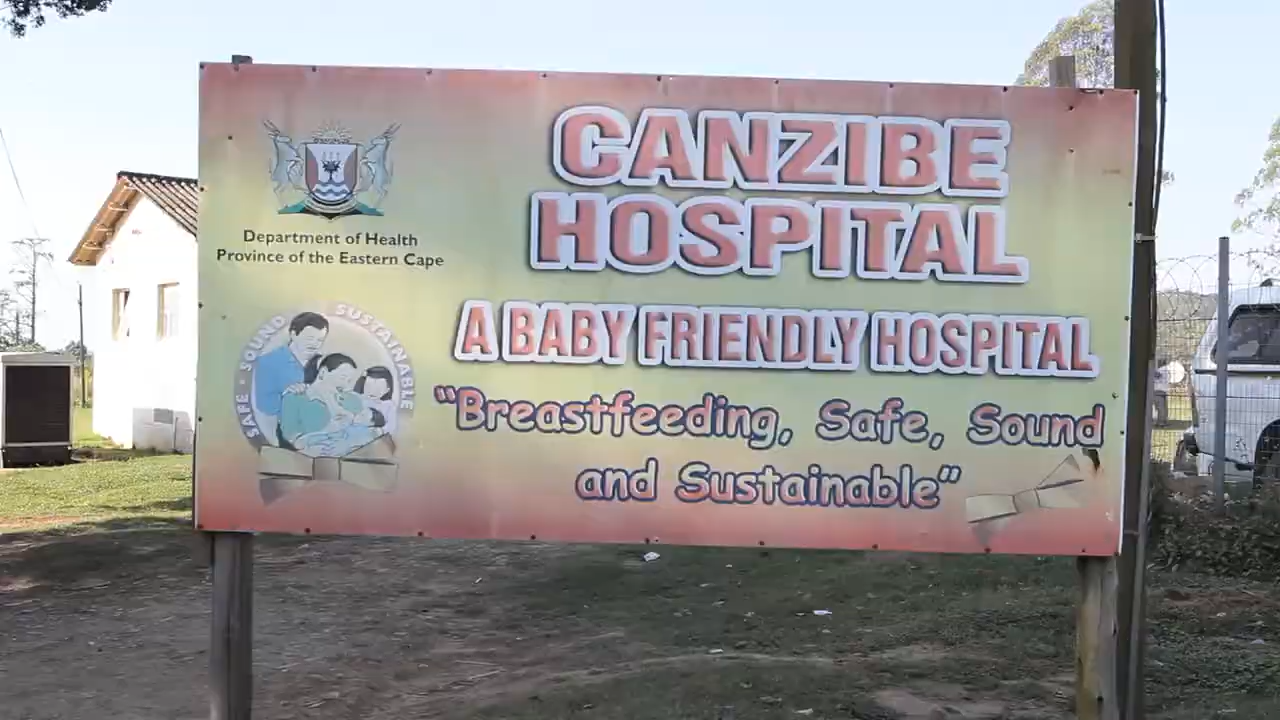 CANZIBE
HOSPITAL
Department of Health
Province of the Eastern Cape
A BABY FRIENDLY HOSPITAL
SAFE • SOUND SUSTAINABLE
"Breastfeeding, Safe, Sound
and Sustainable"